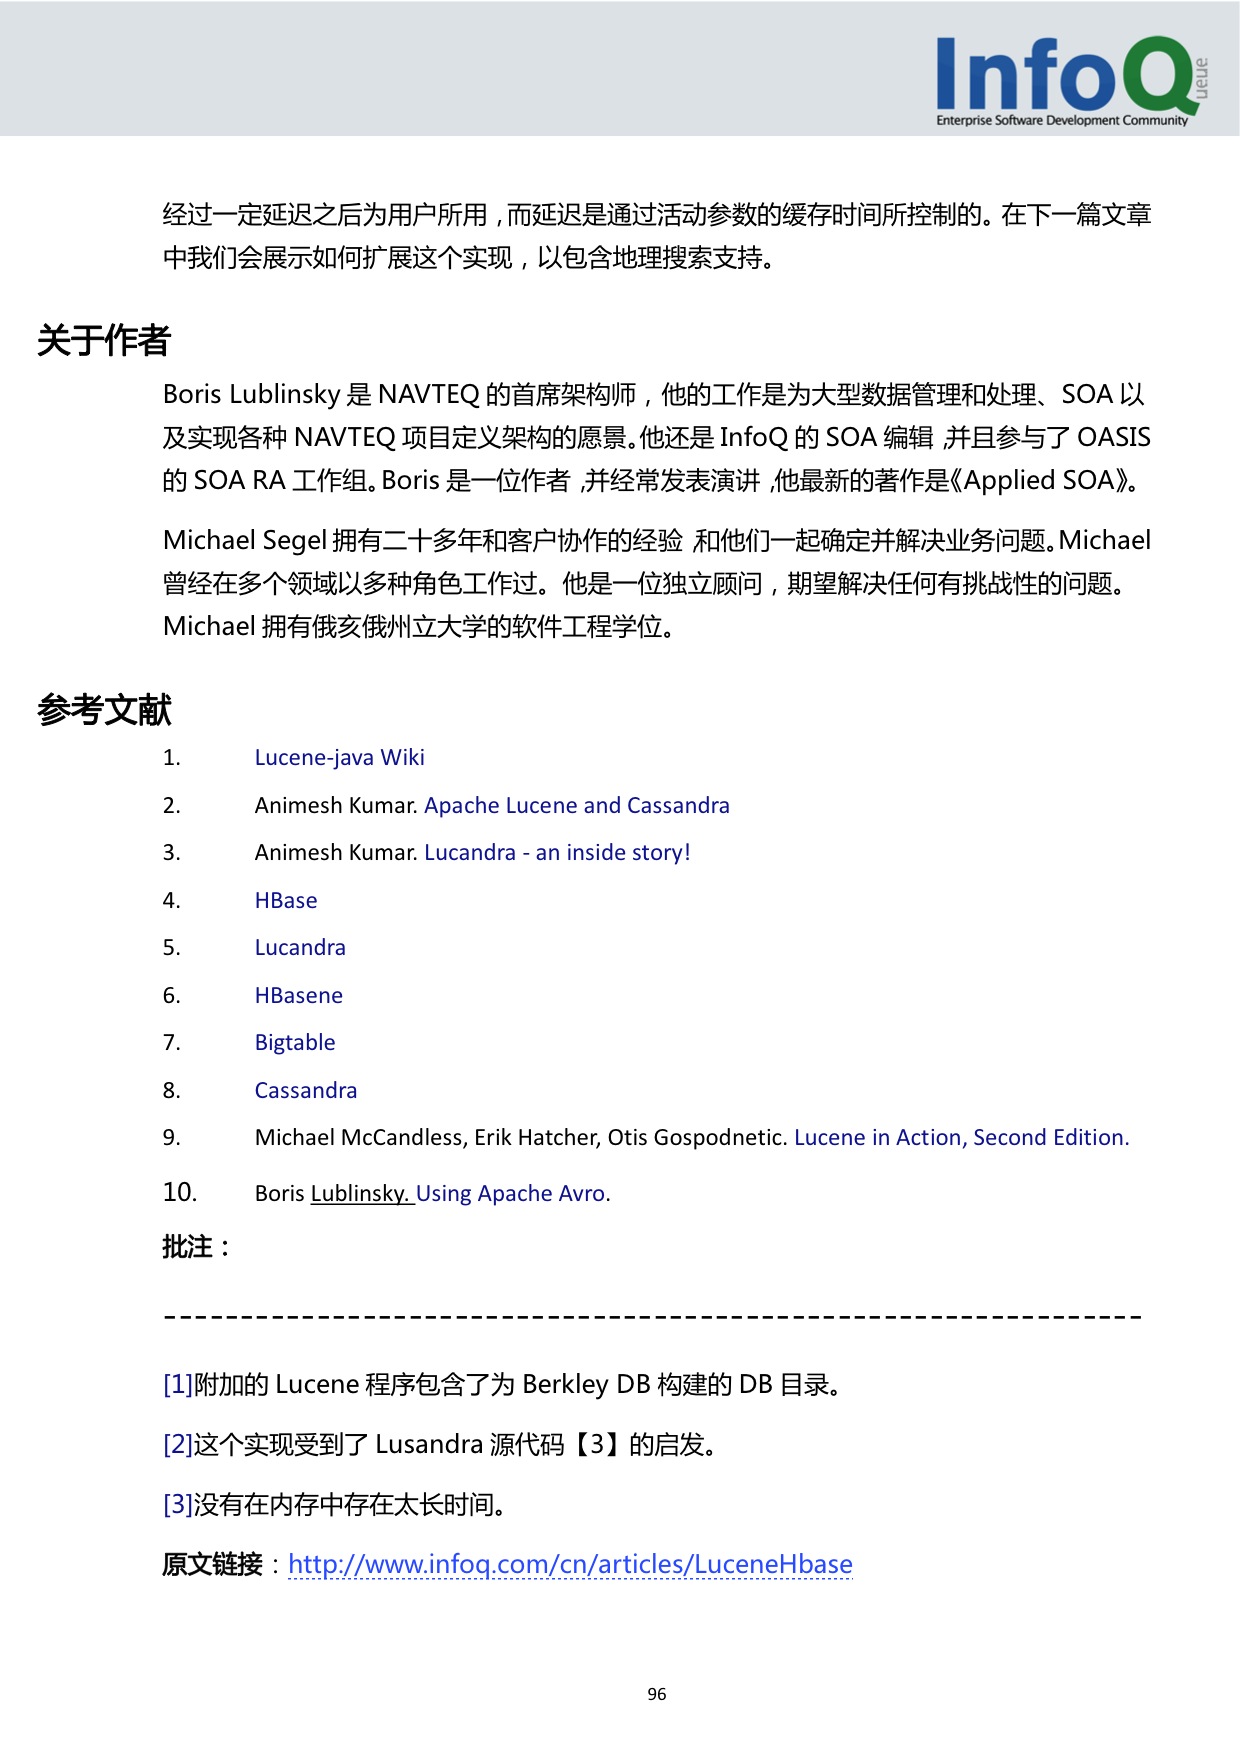 InfoQueue
Enterprise Software Development Community
经过一定延迟之后为用户所用，而延迟是通过活动参数的缓存时间所控制的。在下一篇文章
中我们会展示如何扩展这个实现，以包含地理搜索支持。
关于作者
Boris Lublinsky 是 NAVTEQ 的首席架构师，他的工作是为大型数据管理和处理、SOA 以
及实现各种 NAVTEQ 项目定义架构的愿景。他还是 InfoQ 的 SOA 编辑，并且参与了 OASIS
的 SOA RA 工作组。Boris 是一位作者，并经常发表演讲，他最新的著作是《Applied SOA》。
Michael Segel 拥有二十多年和客户协作的经验，和他们一起确定并解决业务问题。Michael
曾经在多个领域以多种角色工作过。他是一位独立顾问，期望解决任何有挑战性的问题。
Michael 拥有俄亥俄州立大学的软件工程学位。
参考文献
1. Lucene-java Wiki
2. Animesh Kumar. Apache Lucene and Cassandra
3. Animesh Kumar. Lucandra - an inside story!
4. HBase
5. Lucandra
6. HBasene
7. Bigtable
8. Cassandra
9. Michael McCandless, Erik Hatcher, Otis Gospodnetic. Lucene in Action, Second Edition.
10. Boris Lublinsky. Using Apache Avro.
批注：
----------------------------------------------------------------
[1]附加的 Lucene 程序包含了为 Berkley DB 构建的 DB 目录。
[2]这个实现受到了 Lusandra 源代码【3】的启发。
[3]没有在内存中存在太长时间。
原文链接：http://www.infoq.com/cn/articles/LuceneHbase
96